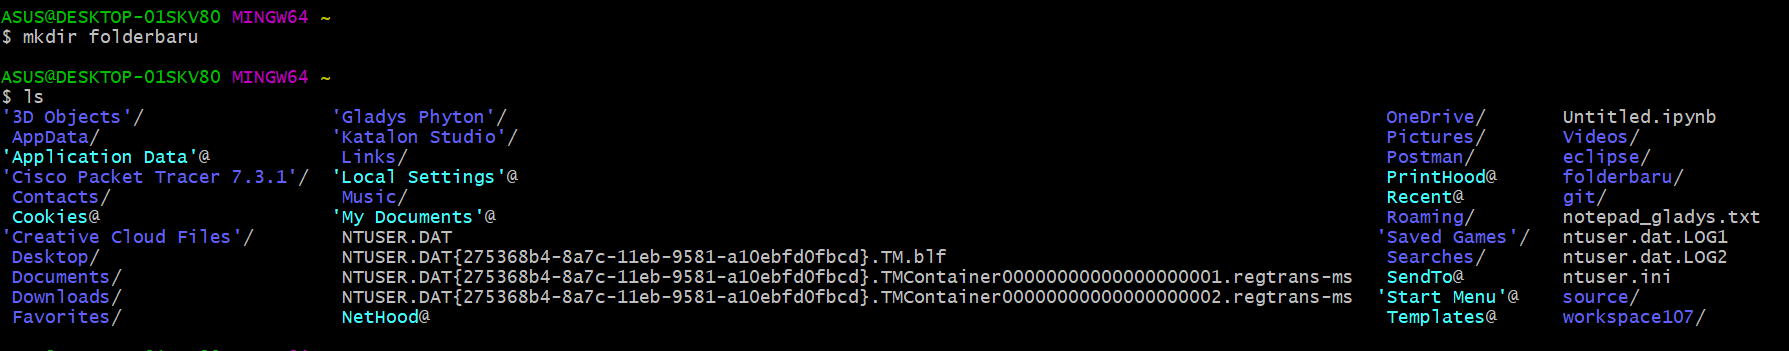 ASUS@DESKTOP-01SKV80 MINGW64 ~
$ mkdir folderbaru
ASUS@DESKTOP-01SKV80 MINGW64 ~
$ ls
'3D Objects'/ 'Gladys Phyton'/ OneDrive/ Untitled.ipynb
AppData/ 'Katalon Studio'/ Pictures/ Videos/
'Application Data'@ Links/ Postman/ eclipse/
'Cisco Packet Tracer 7.3.1'/ 'Local Settings'@ PrintHood@ folderbaru/
Contacts/ Music/ Recent@ git/
Cookies@ 'My Documents'@ Roaming/ notepad_gladys.txt
'Creative Cloud Files'/ NTUSER.DAT 'Saved Games'/ ntuser.dat.LOG1
Desktop/ NTUSER.DAT{275368b4-8a7c-11eb-9581-a10ebfd0fbcd}.TM.blf Searches/ ntuser.dat.LOG2
Documents/ NTUSER.DAT{275368b4-8a7c-11eb-9581-a10ebfd0fbcd}.TMContainer00000000000000000001.regtrans-ms SendTo@ ntuser.ini
Downloads/ NTUSER.DAT{275368b4-8a7c-11eb-9581-a10ebfd0fbcd}.TMContainer00000000000000000002.regtrans-ms 'Start Menu'@ source/
Favorites/ NetHood@ Templates@ workspace107/